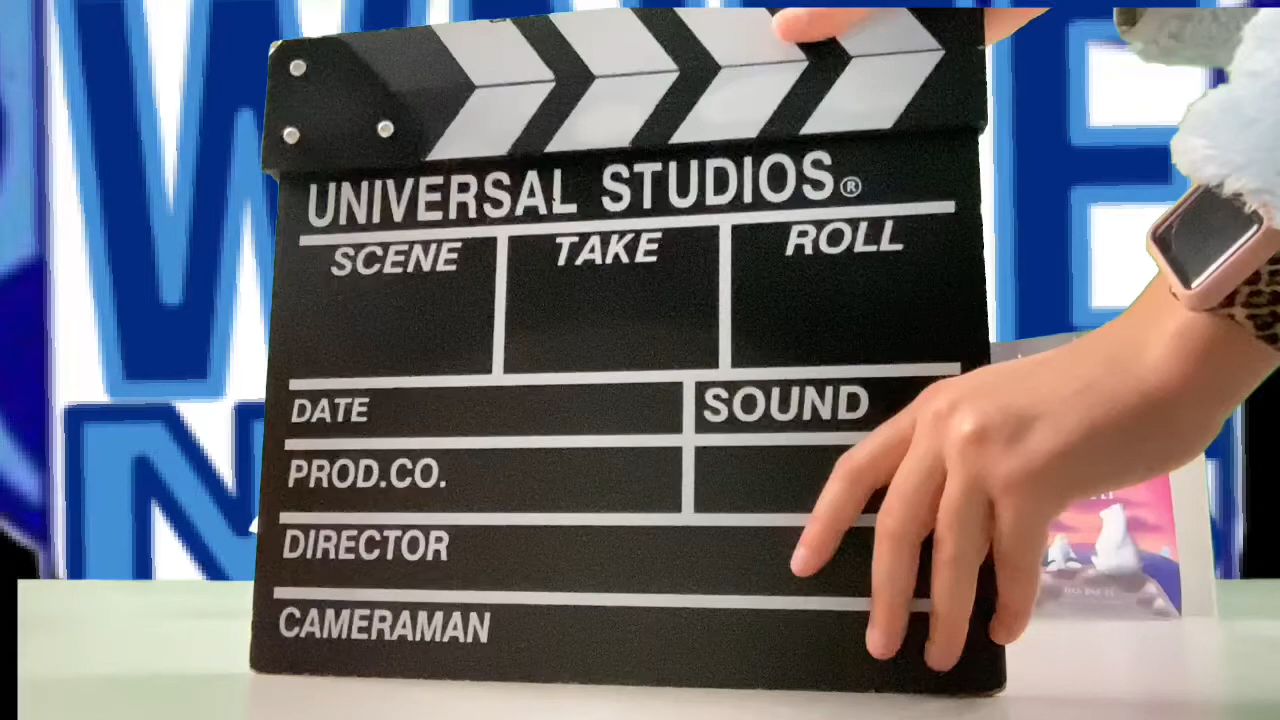 UNIVERSAL STUDIOS®
SCENE TAKE ROLL
DATE SOUND
PROD.CO.
DIRECTOR
CAMERAMAN